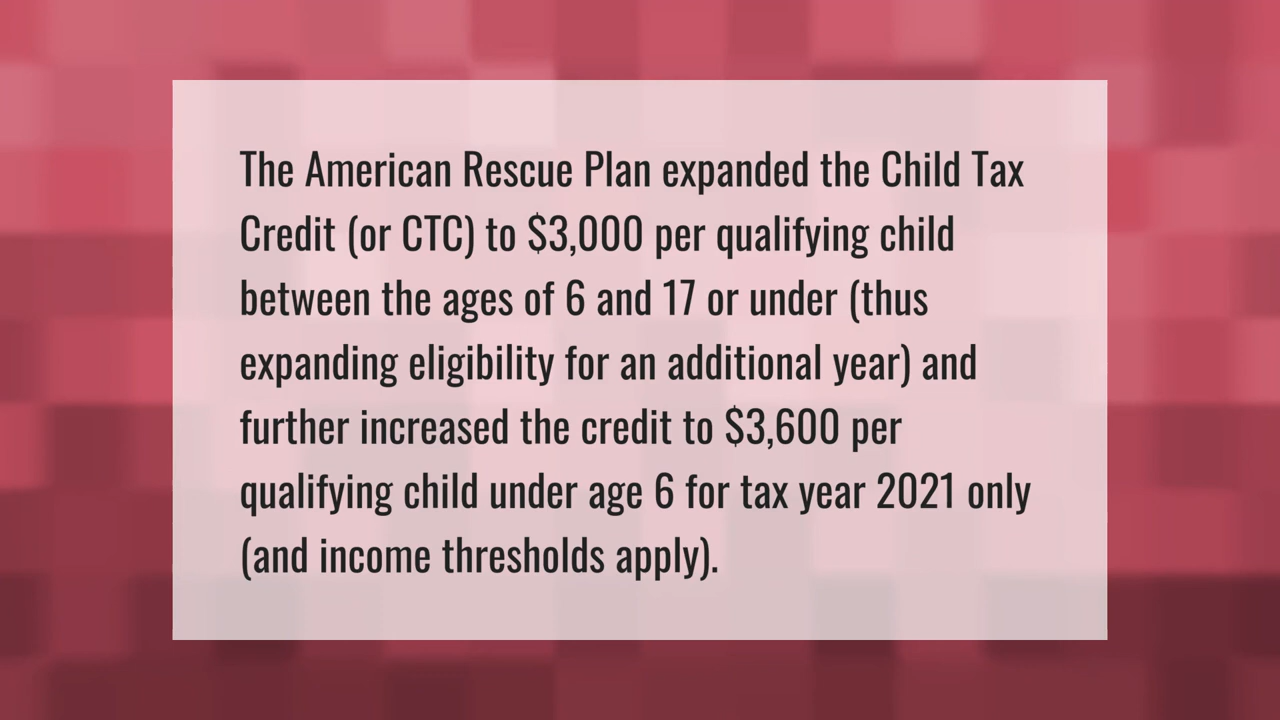 The American Rescue Plan expanded the Child Tax
Credit (or CTC) to $3,000 per qualifying child
between the ages of 6 and 17 or under (thus
expanding eligibility for an additional year) and
further increased the credit to $3,600 per
qualifying child under age 6 for tax year 2021 only
(and income thresholds apply).